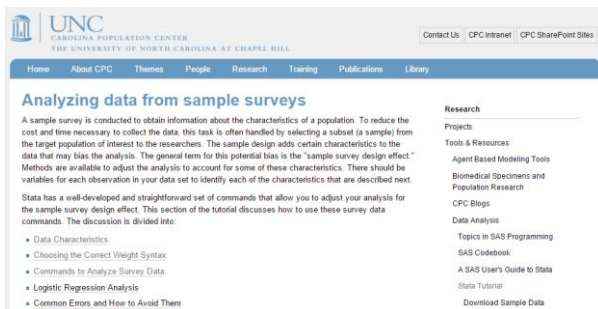 UNC
CAROLINA POPULATION CENTER
THE UNIVERSITY OF NORTH CAROLINA AT CHAPEL HILL
Contact Us CPC Intranet CPC SharePoint Sites
Home About CPC Themes People Research Training Publications Library
Analyzing data from sample surveys
A sample survey is conducted to obtain information about the characteristics of a population. To reduce the
cost and time necessary to collect the data, this task is often handled by selecting a subset (a sample) from
the target population of interest to the researchers. The sample design adds certain characteristics to the
data that may bias the analysis. The general term for this potential bias is the "sample survey design effect."
Methods are available to adjust the analysis to account for some of these characteristics. There should be
variables for each observation in your data set to identify each of the characteristics that are described next.
Stata has a well-developed and straightforward set of commands that allow you to adjust your analysis for
the sample survey design effect. This section of the tutorial discusses how to use these survey data
commands. The discussion is divided into:
Data Characteristics
Choosing the Correct Weight Syntax
Commands to Analyze Survey Data
Logistic Regression Analysis
Common Errors and How to Avoid Them
Research
Projects
Tools & Resources
Agent Based Modeling Tools
Biomedical Specimens and
Population Research
CPC Blogs
Data Analysis
Topics in SAS Programming
SAS Codebook
A SAS User's Guide to Stata
Stata Tutorial
Download Sample Data